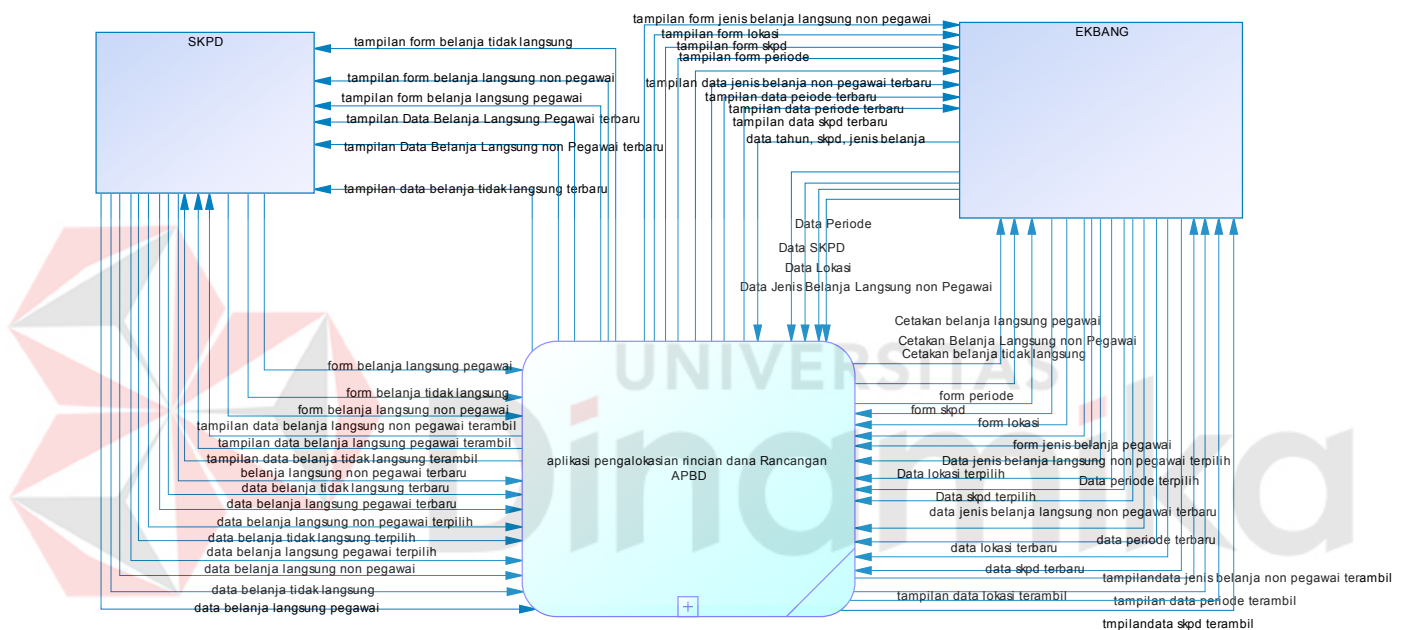 SKPD
EKBANG
tampilan form belanja tidak langsung
tampilan form belanja langsung non pegawai
tampilan form belanja langsung pegawai
tampilan Data Belanja Langsung Pegawai terbaru
tampilan Data Belanja Langsung non Pegawai terbaru
tampilan data belanja tidak langsung terbaru
tampilan form jenis belanja langsung non pegawai
tampilan form lokasi
tampilan form skpd
tampilan form periode
tampilan data jenis belanja non pegawai terbaru
tampilan data peiode terbaru
tampilan data periode terbaru
tampilan data skpd terbaru
data tahun, skpd, jenis belanja
Data Periode
Data SKPD
Data Lokasi
Data Jenis Belanja Langsung non Pegawai
Cetakan belanja langsung pegawai
Cetakan Belanja Langsung non Pegawai
Cetakan belanja tidak langsung
UNIVERSITAS
Dinamika
aplikasi pengalokasian rincian dana Rancangan
APBD
form belanja langsung pegawai
form belanja tidak langsung
form belanja langsung non pegawai
tampilan data belanja langsung non pegawai terambil
tampilan data belanja langsung pegawai terambil
tampilan data belanja tidak langsung terambil
belanja langsung non pegawai terbaru
data belanja tidak langsung terbaru
data belanja langsung pegawai terbaru
data belanja langsung non pegawai terpilih
data belanja tidak langsung terpilih
data belanja langsung pegawai terpilih
data belanja langsung non pegawai
data belanja tidak langsung
data belanja langsung pegawai
form periode
form skpd
form lokasi
form jenis belanja pegawai
Data jenis belanja langsung non pegawai terpilih
Data lokasi terpilih
Data periode terpilih
Data skpd terpilih
data jenis belanja langsung non pegawai terbaru
data periode terbaru
data lokasi terbaru
data skpd terbaru
tampilandata jenis belanja non pegawai terambil
tampilan data lokasi terambil
tampilan data periode terambil
tmpilandata skpd terambil